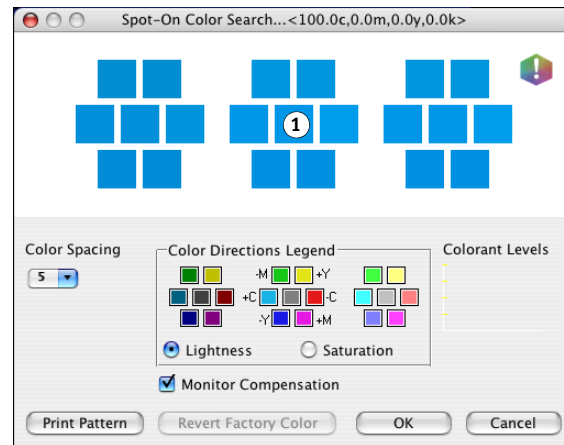 Spot-On Color Search...<100.0c,0.0m,0.0y,0.0k>
!
1
Color Spacing
5
Color Directions Legend
-M +Y
+C -C
-Y +M
Lightness Saturation
Colorant Levels
Monitor Compensation
Print Pattern Revert Factory Color OK Cancel